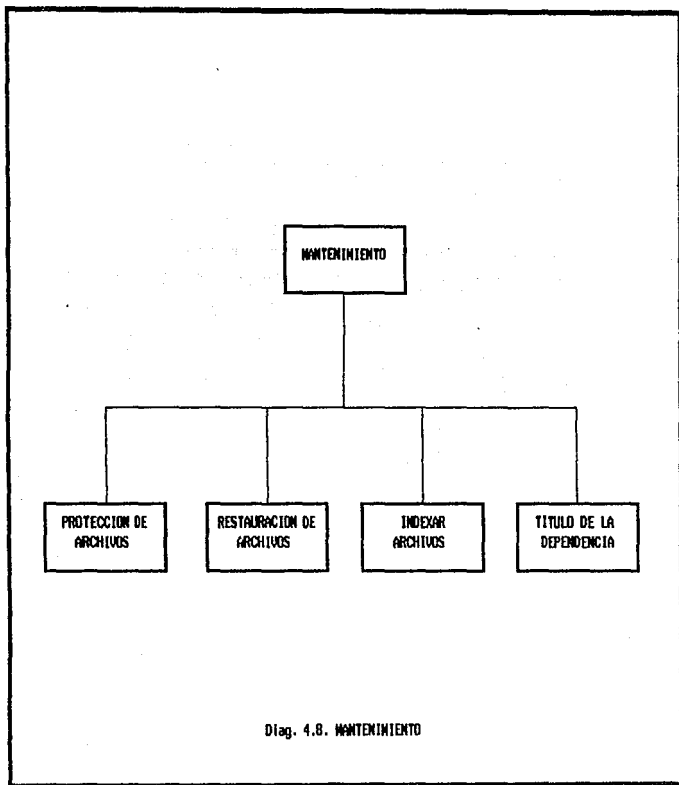 MANTENIMIENTO
PROTECCION DE
ARCHIVOS
RESTAURACION DE
ARCHIVOS
INDEXAR
ARCHIVOS
TITULO DE LA
DEPENDENCIA
Diag. 4.8. MANTENIMIENTO